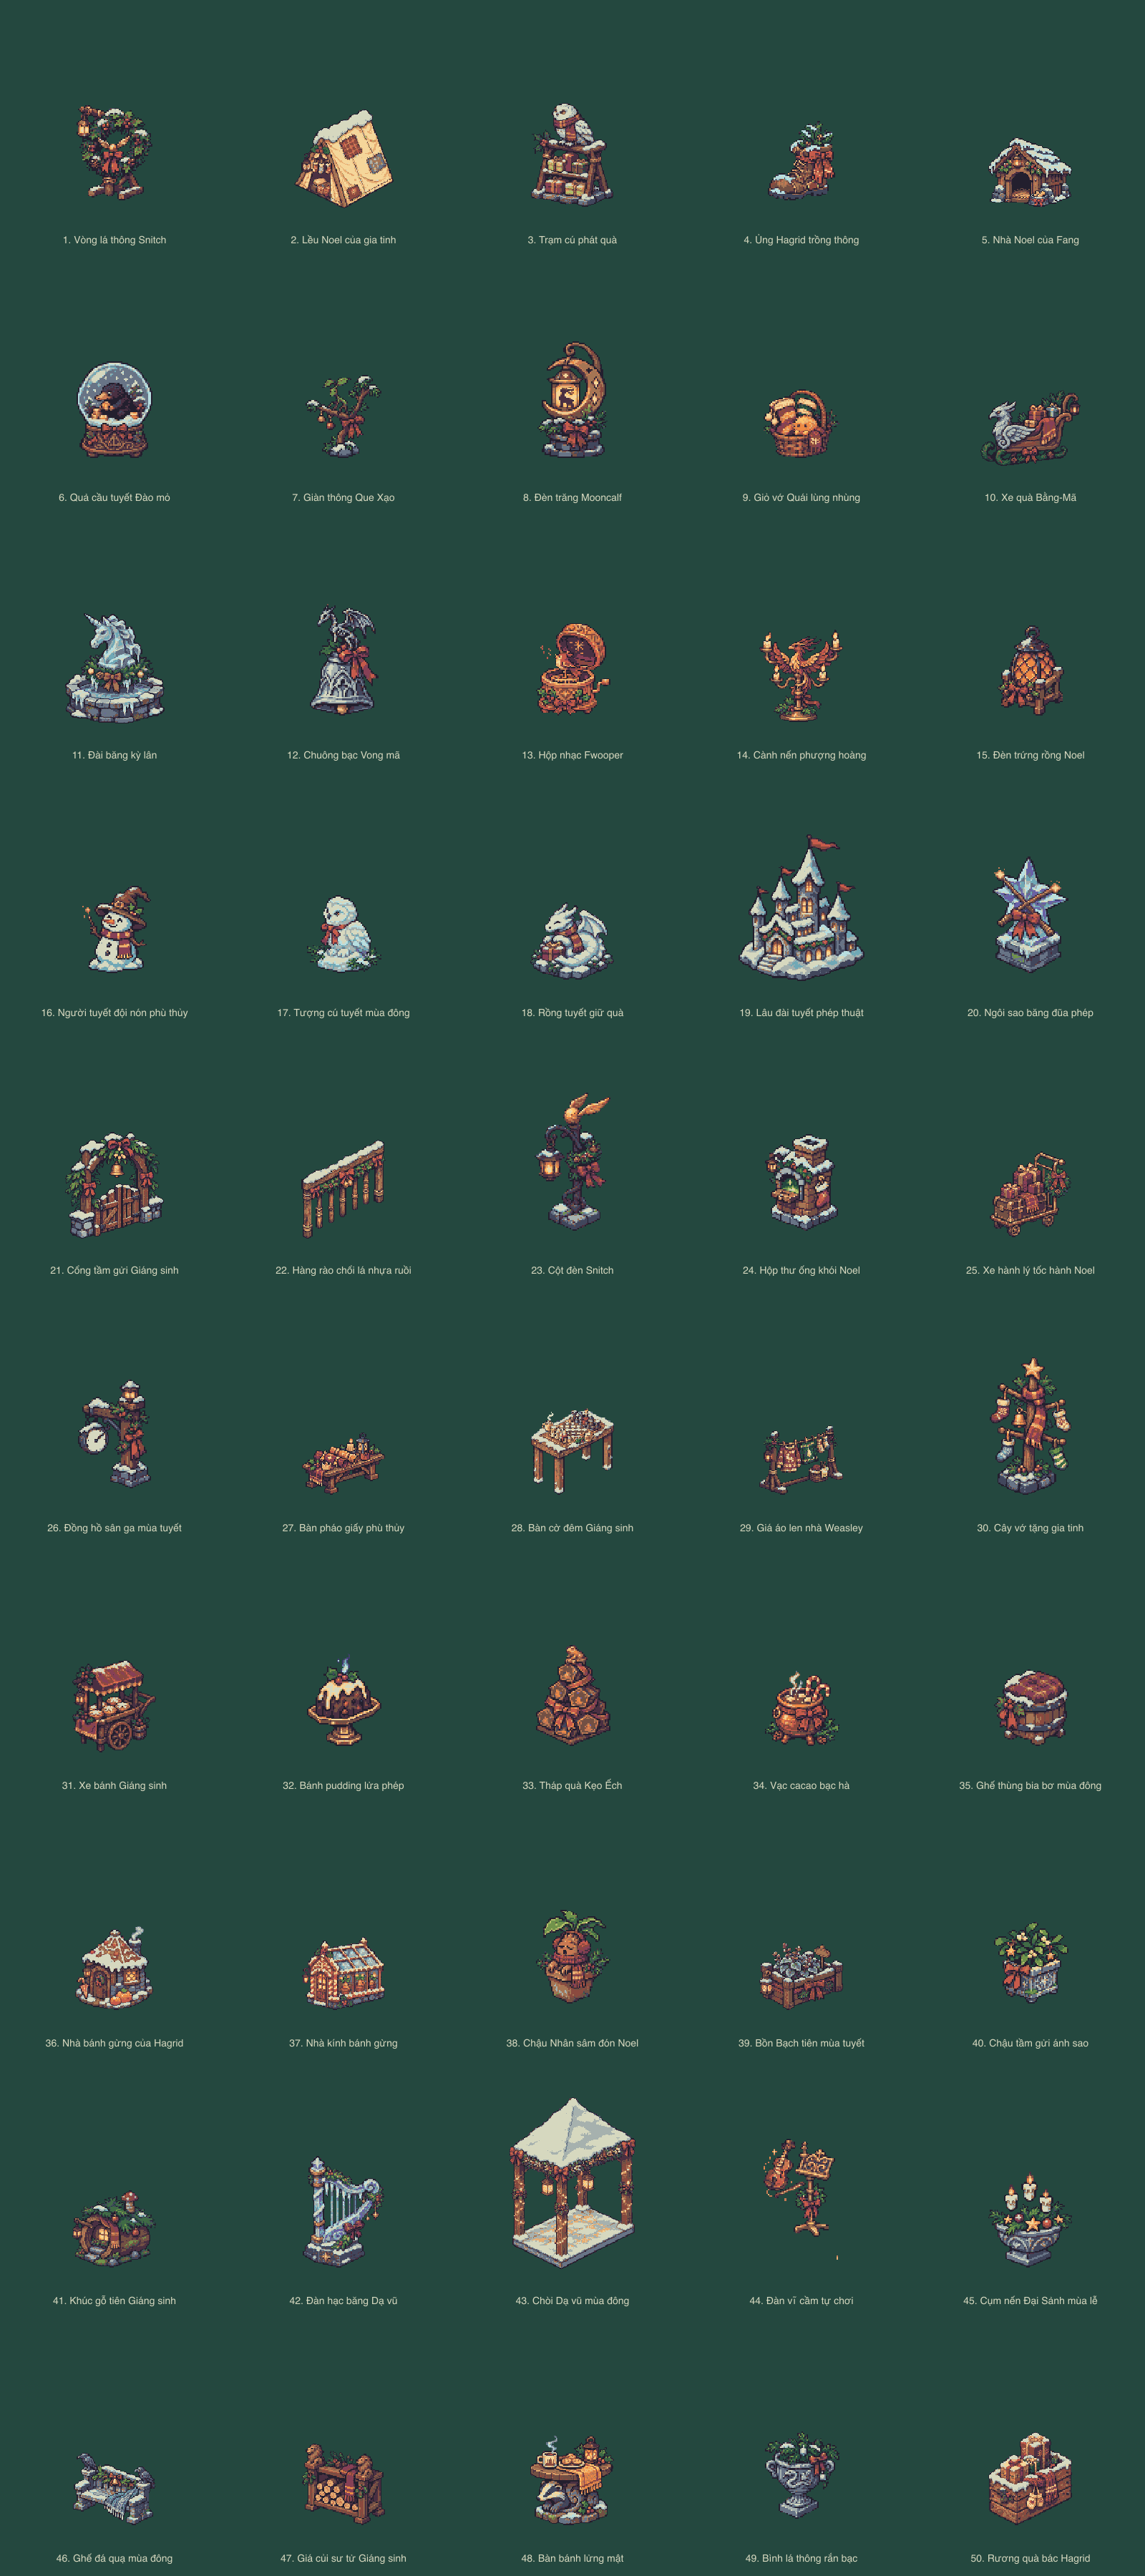 1. Vòng lá thông Snitch
2. Lều Noel của gia tinh
3. Trạm cú phát quà
4. Ủng Hagrid trồng thông
5. Nhà Noel của Fang
6. Quả cầu tuyết Đào mỏ
7. Giàn thông Que Xạo
8. Đèn trăng Mooncalf
9. Giỏ vớ Quái lùng nhùng
10. Xe quà Bằng-Mã
11. Đài băng kỳ lân
12. Chuông bạc Vong mã
13. Hộp nhạc Fwooper
14. Cành nến phượng hoàng
15. Đèn trứng rồng Noel
16. Người tuyết đội nón phù thủy
17. Tượng cú tuyết mùa đông
18. Rồng tuyết giữ quà
19. Lâu đài tuyết phép thuật
20. Ngôi sao băng đũa phép
21. Cổng tầm gửi Giáng sinh
22. Hàng rào chổi lá nhựa ruồi
23. Cột đèn Snitch
24. Hộp thư ống khói Noel
25. Xe hành lý tốc hành Noel
26. Đồng hồ sân ga mùa tuyết
27. Bàn pháo giấy phù thủy
28. Bàn cờ đêm Giáng sinh
29. Giá áo len nhà Weasley
30. Cây vớ tặng gia tinh
31. Xe bánh Giáng sinh
32. Bánh pudding lửa phép
33. Tháp quà Kẹo Ếch
34. Vạc cacao bạc hà
35. Ghế thùng bia bơ mùa đông
36. Nhà bánh gừng của Hagrid
37. Nhà kính bánh gừng
38. Chậu Nhân sâm đón Noel
39. Bồn Bạch tiên mùa tuyết
40. Chậu tầm gửi ánh sao
41. Khúc gỗ tiên Giáng sinh
42. Đàn hạc băng Dạ vũ
43. Chòi Dạ vũ mùa đông
44. Đàn vĩ cầm tự chơi
45. Cụm nến Đại Sảnh mùa lễ
46. Ghế đá quạ mùa đông
47. Giá củi sư tử Giáng sinh
48. Bàn bánh lửng mật
49. Bình lá thông rắn bạc
50. Rương quà bác Hagrid